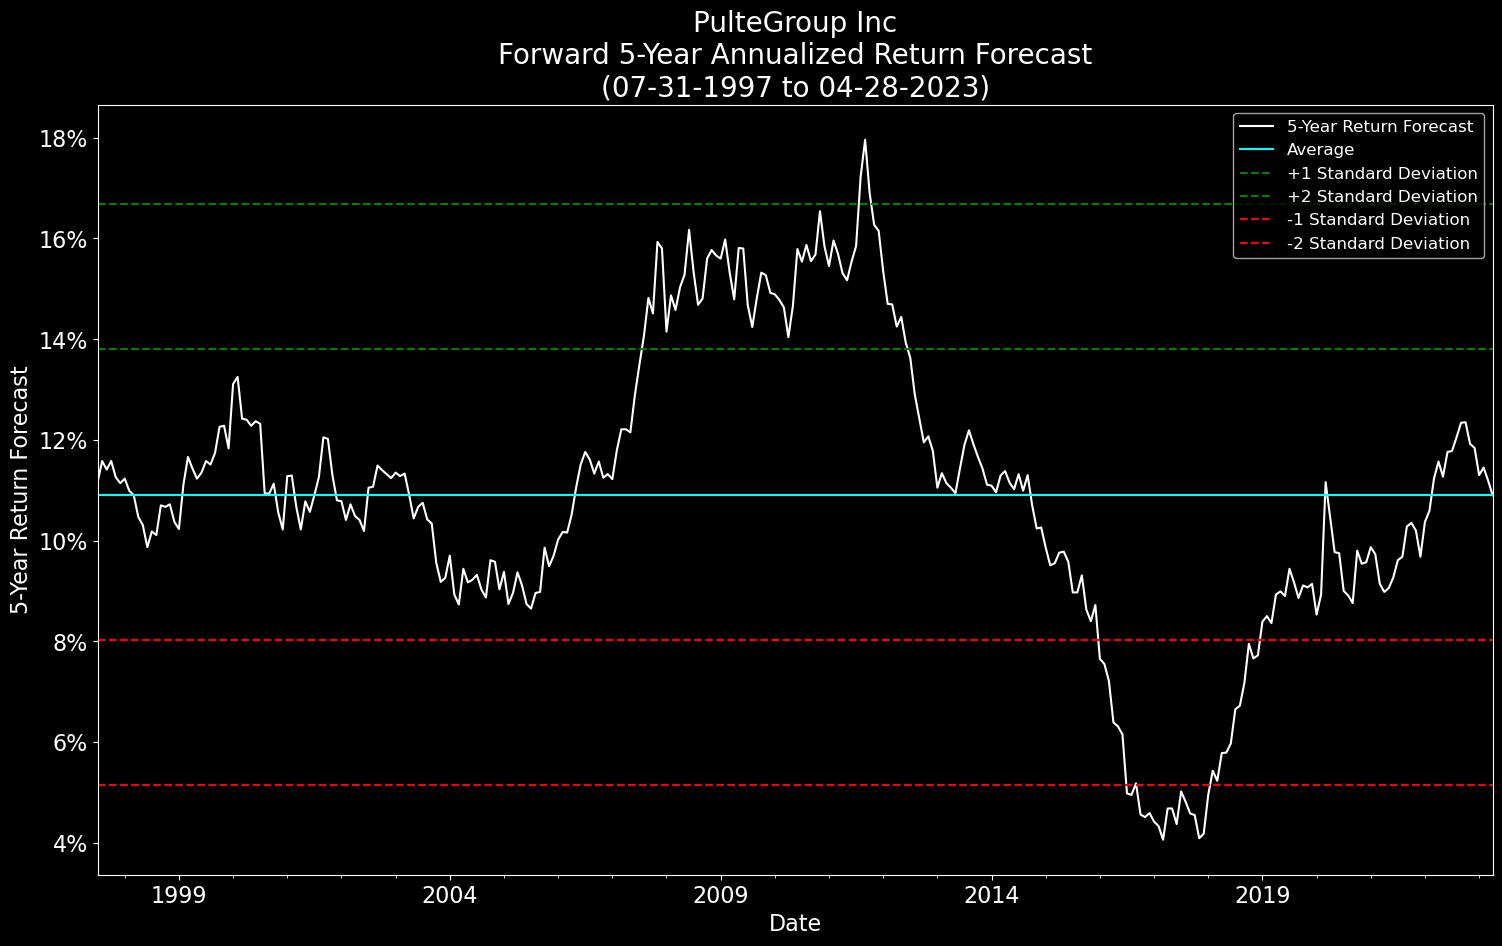 PulteGroup Inc
Forward 5-Year Annualized Return Forecast
(07-31-1997 to 04-28-2023)
5-Year Return Forecast
18%
16%
14%
12%
10%
8%
6%
4%
5-Year Return Forecast
Average
+1 Standard Deviation
+2 Standard Deviation
-1 Standard Deviation
-2 Standard Deviation
1999 2004 2009 2014 2019
Date